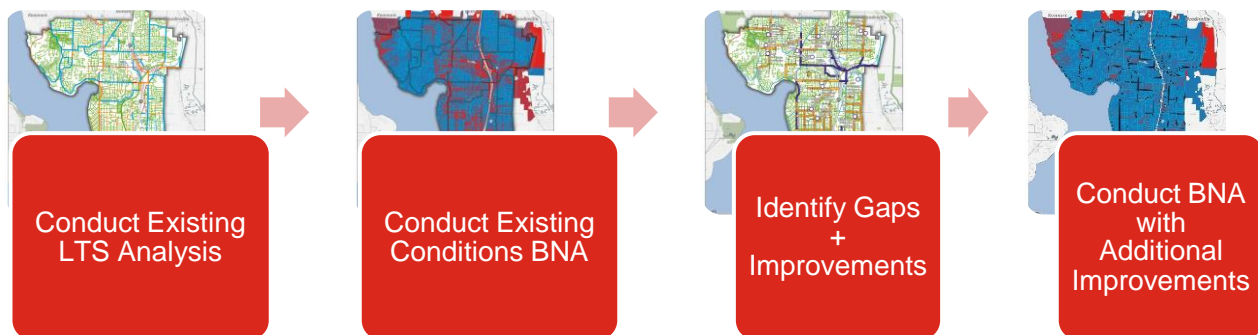 Conduct Existing
LTS Analysis
Conduct Existing
Conditions BNA
Identify Gaps
+
Improvements
Conduct BNA
with
Additional
Improvements